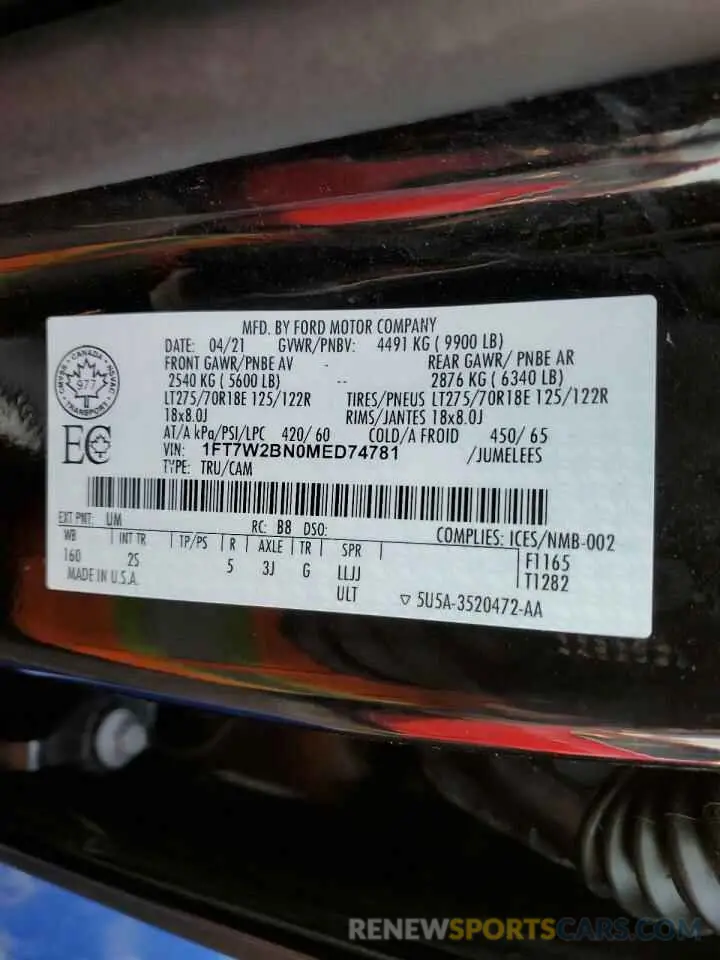 MFD. BY FORD MOTOR COMPANY
DATE: 04/21 GVWR/PNBV: 4491 KG ( 9900 LB)
FRONT GAWR/PNBE AV - REAR GAWR/ PNBE AR
2540 KG ( 5600 LB) -- 2876 KG ( 6340 LB)
LT275/70R18E 125/122R TIRES/PNEUS LT275/70R18E 125/122R
18x8.0J RIMS/JANTES 18x8.0J
AT/A kPa/PSI/LPC 420/ 60 COLD/A FROID 450/ 65
VIN: 1FT7W2BN0MED74781 /JUMELEES
TYPE: TRU/CAM
CANADA
977
TRANSPORT
EC
EXT PNT: UM RC: B8 DSO: COMPLIES: ICES/NMB-002
WB INT TR TP/PS R AXLE TR SPR F1165
160 2S 5 3J G LLJJ T1282
MADE IN U.S.A. ULT 5U5A-3520472-AA
RENEWSPORTSCARS.COM